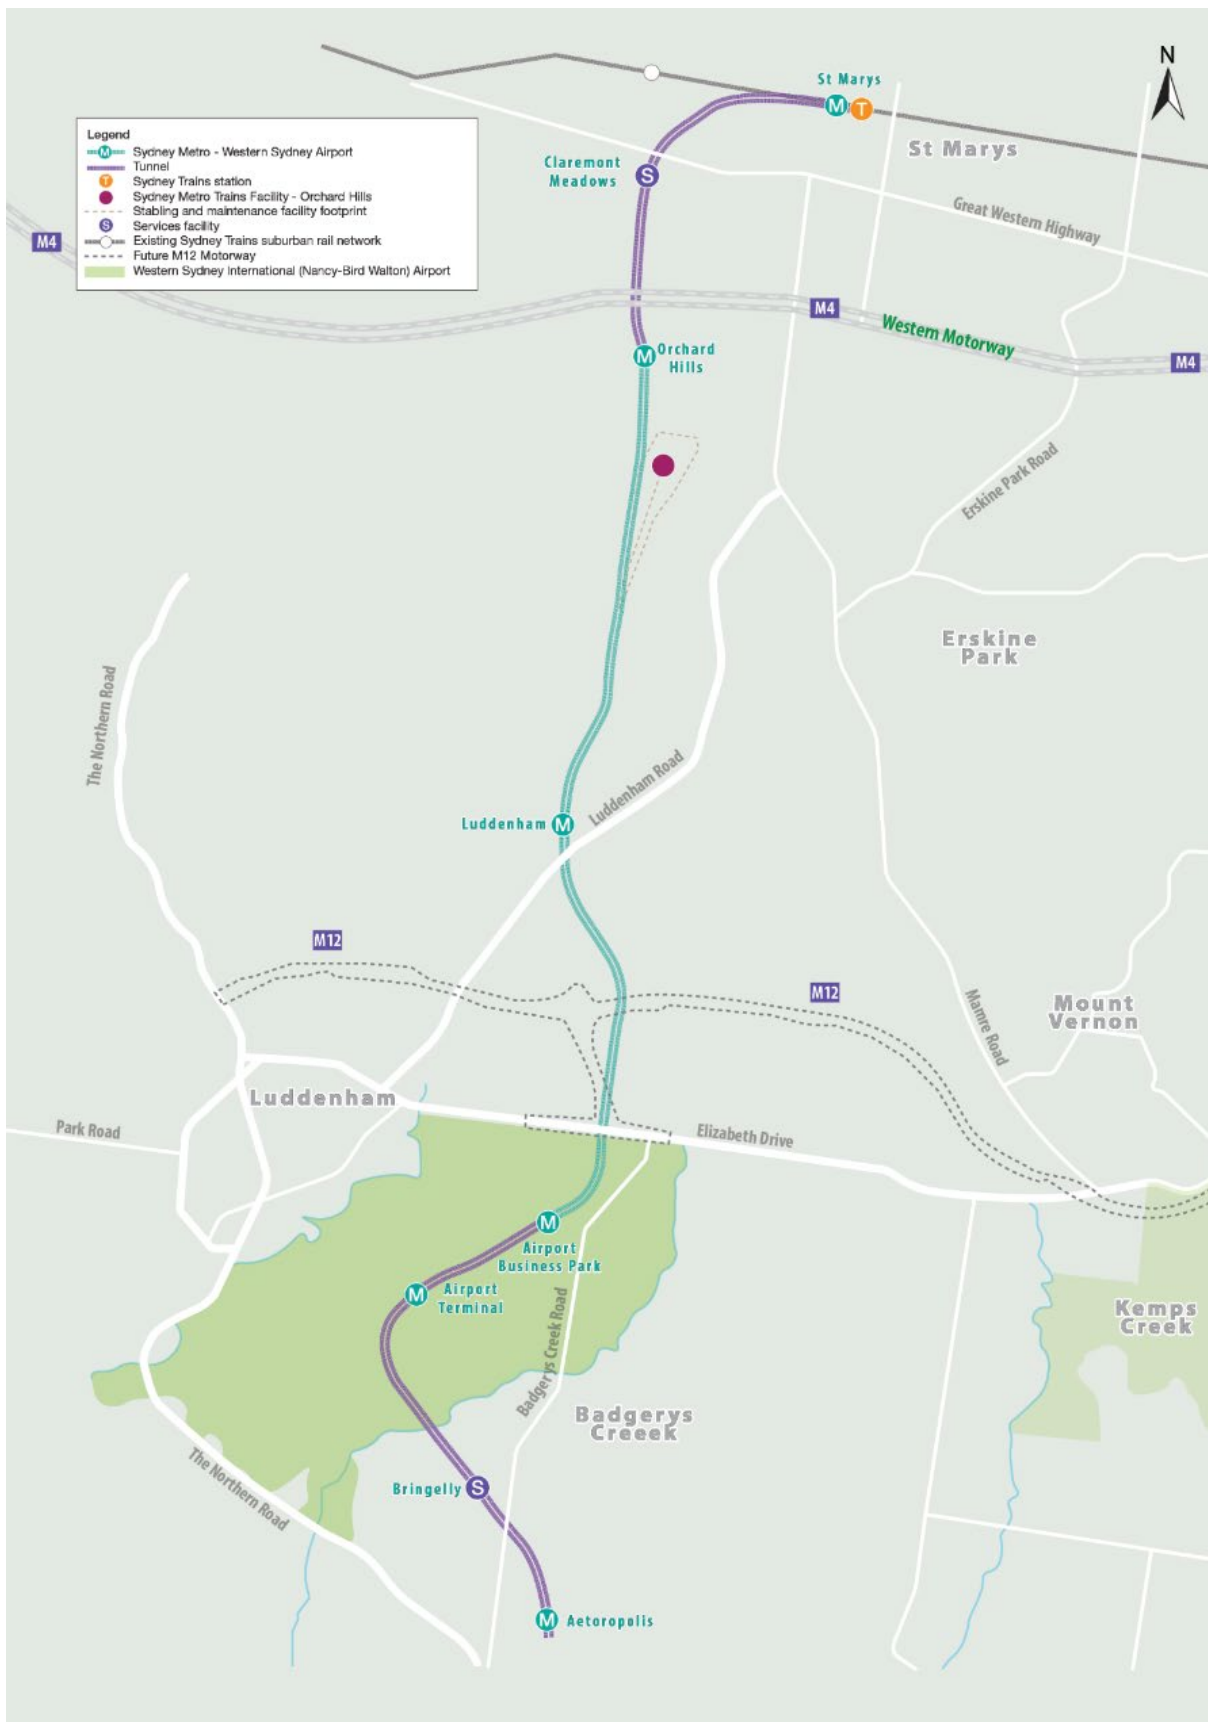 N
St Marys
M
T
St Marys
Legend
M
Sydney Metro - Western Sydney Airport
Tunnel
T
Sydney Trains station
Sydney Metro Trains Facility - Orchard Hills
Stabling and maintenance facility footprint
S
Services facility
Existing Sydney Trains suburban rail network
Future M12 Motorway
Western Sydney International (Nancy-Bird Walton) Airport
Claremont
Meadows
S
Great Western Highway
M4
M4
Western Motorway
M4
M
Orchard
Hills
Erskine Park Road
Erskine
Park
The Northern Road
Luddenham Road
Luddenham
M
M12
M12
Mamre Road
Mount
Vernon
Luddenham
Park Road
Elizabeth Drive
M
Airport
Business Park
M
Airport
Terminal
Badgerys Creek Road
Kemps
Creek
Badgerys
Creeek
The Northern Road
Bringelly
S
M
Aetoropolis